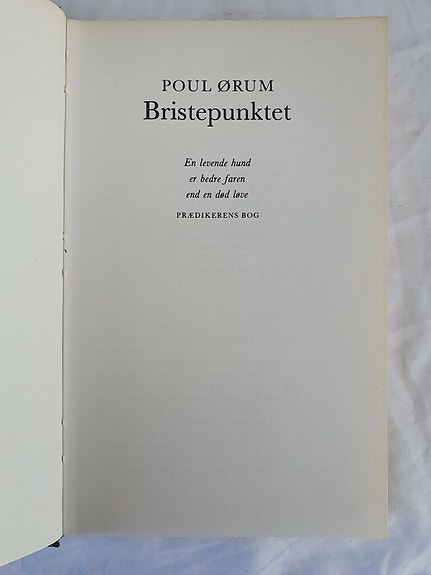 POUL ØRUM
Bristepunktet
En levende hund
er bedre faren
end en død løve
PRÆDIKERENS BOG